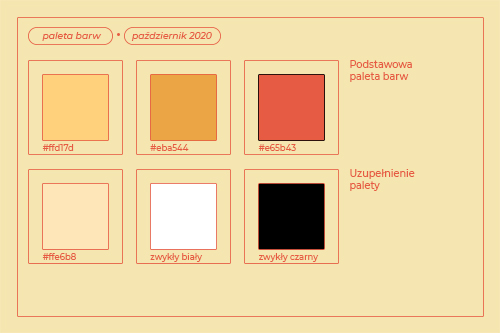 paleta barw • październik 2020
Podstawowa
paleta barw
#ffd17d
#eba544
#e65b43
Uzupełnienie
palety
#ffe6b8
zwykły biały
zwykły czarny